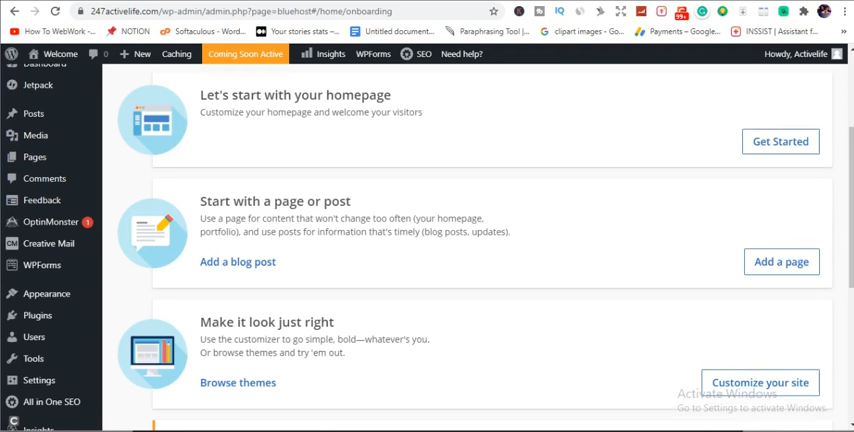 247activelife.com/wp-admin/admin.php?page=bluehost#/home/onboarding
99+
How To WebWork -...
NOTION
Softaculous - Word...
Your stories stats –...
Untitled document...
Paraphrasing Tool |...
clipart images - Go...
Payments – Google...
INSSIST | Assistant f...
Welcome
0
New
Caching
Coming Soon Active
Insights
WPForms
SEO
Need help?
Howdy, Activelife
Dashboard
Jetpack
Posts
Media
Pages
Comments
Feedback
OptinMonster 1
CM Creative Mail
WPForms
Appearance
Plugins
Users
Tools
Settings
All in One SEO
Insights
Let's start with your homepage
Customize your homepage and welcome your visitors
Get Started
Start with a page or post
Use a page for content that won't change too often (your homepage,
portfolio), and use posts for information that's timely (blog posts, updates).
Add a blog post
Add a page
Make it look just right
Use the customizer to go simple, bold—whatever's you.
Or browse themes and try 'em out.
Browse themes
Customize your site
Activate Windows
Go to Settings to activate Windows.